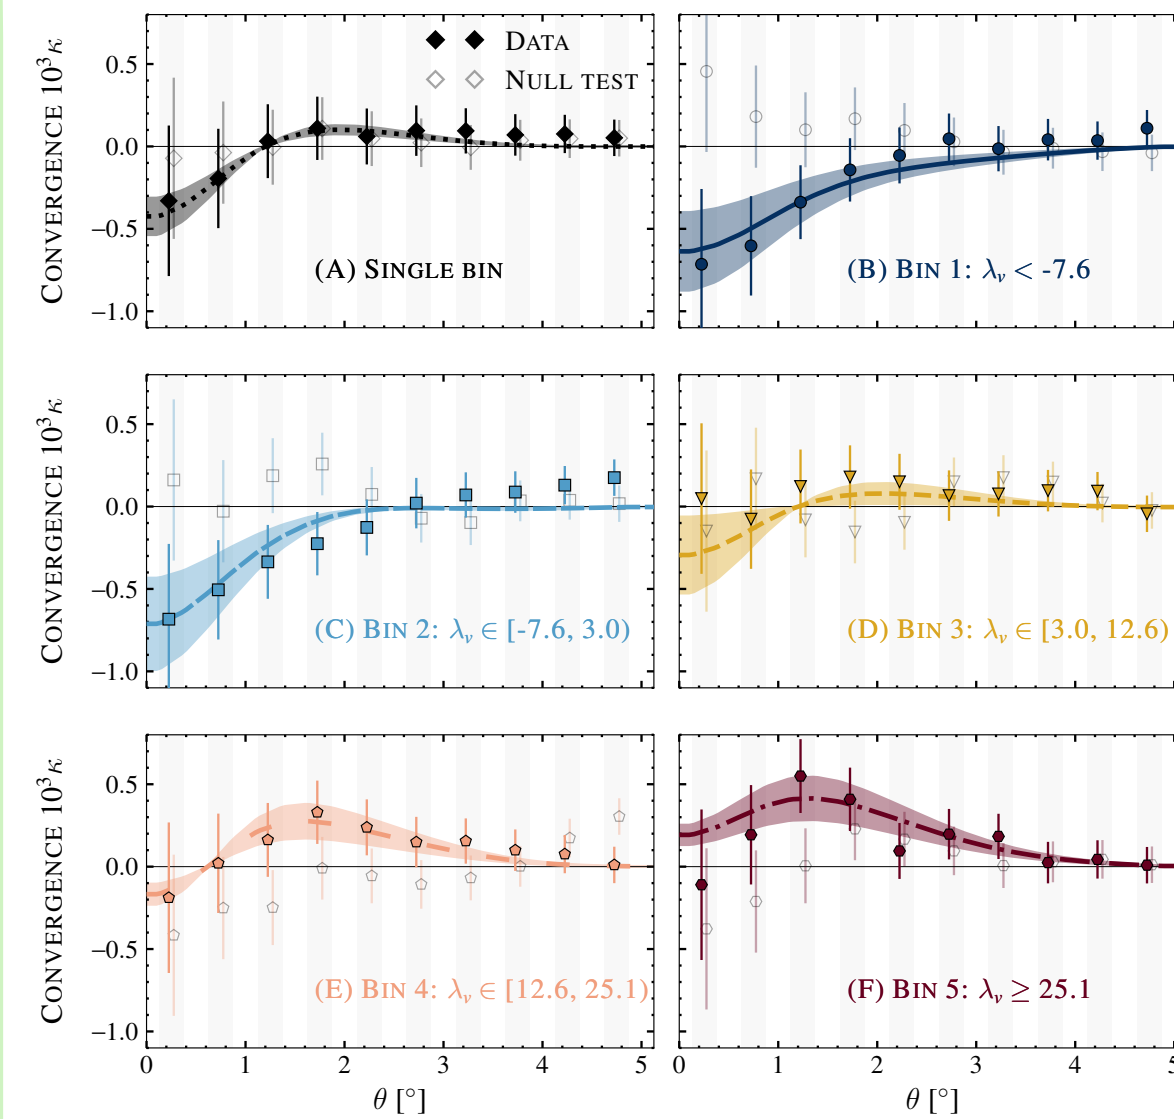 CONVERGENCE 10³κ
0.5
0.0
−0.5
−1.0
DATA
NULL TEST
(A) SINGLE BIN
(B) BIN 1: λᵥ < -7.6
CONVERGENCE 10³κ
0.5
0.0
−0.5
−1.0
(C) BIN 2: λᵥ ∈ [-7.6, 3.0)
(D) BIN 3: λᵥ ∈ [3.0, 12.6)
CONVERGENCE 10³κ
0.5
0.0
−0.5
−1.0
(E) BIN 4: λᵥ ∈ [12.6, 25.1)
(F) BIN 5: λᵥ ≥ 25.1
0 1 2 3 4 5
0 1 2 3 4
θ [°]
θ [°]